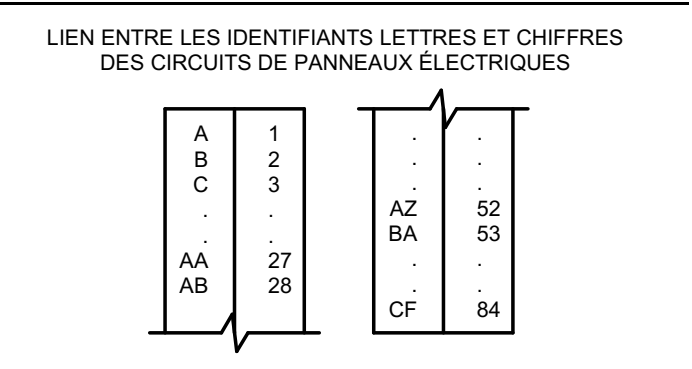 LIEN ENTRE LES IDENTIFIANTS LETTRES ET CHIFFRES
DES CIRCUITS DE PANNEAUX ÉLECTRIQUES
A 1
B 2
C 3
. .
. .
AA 27
AB 28
. .
. .
. .
AZ 52
BA 53
. .
. .
CF 84